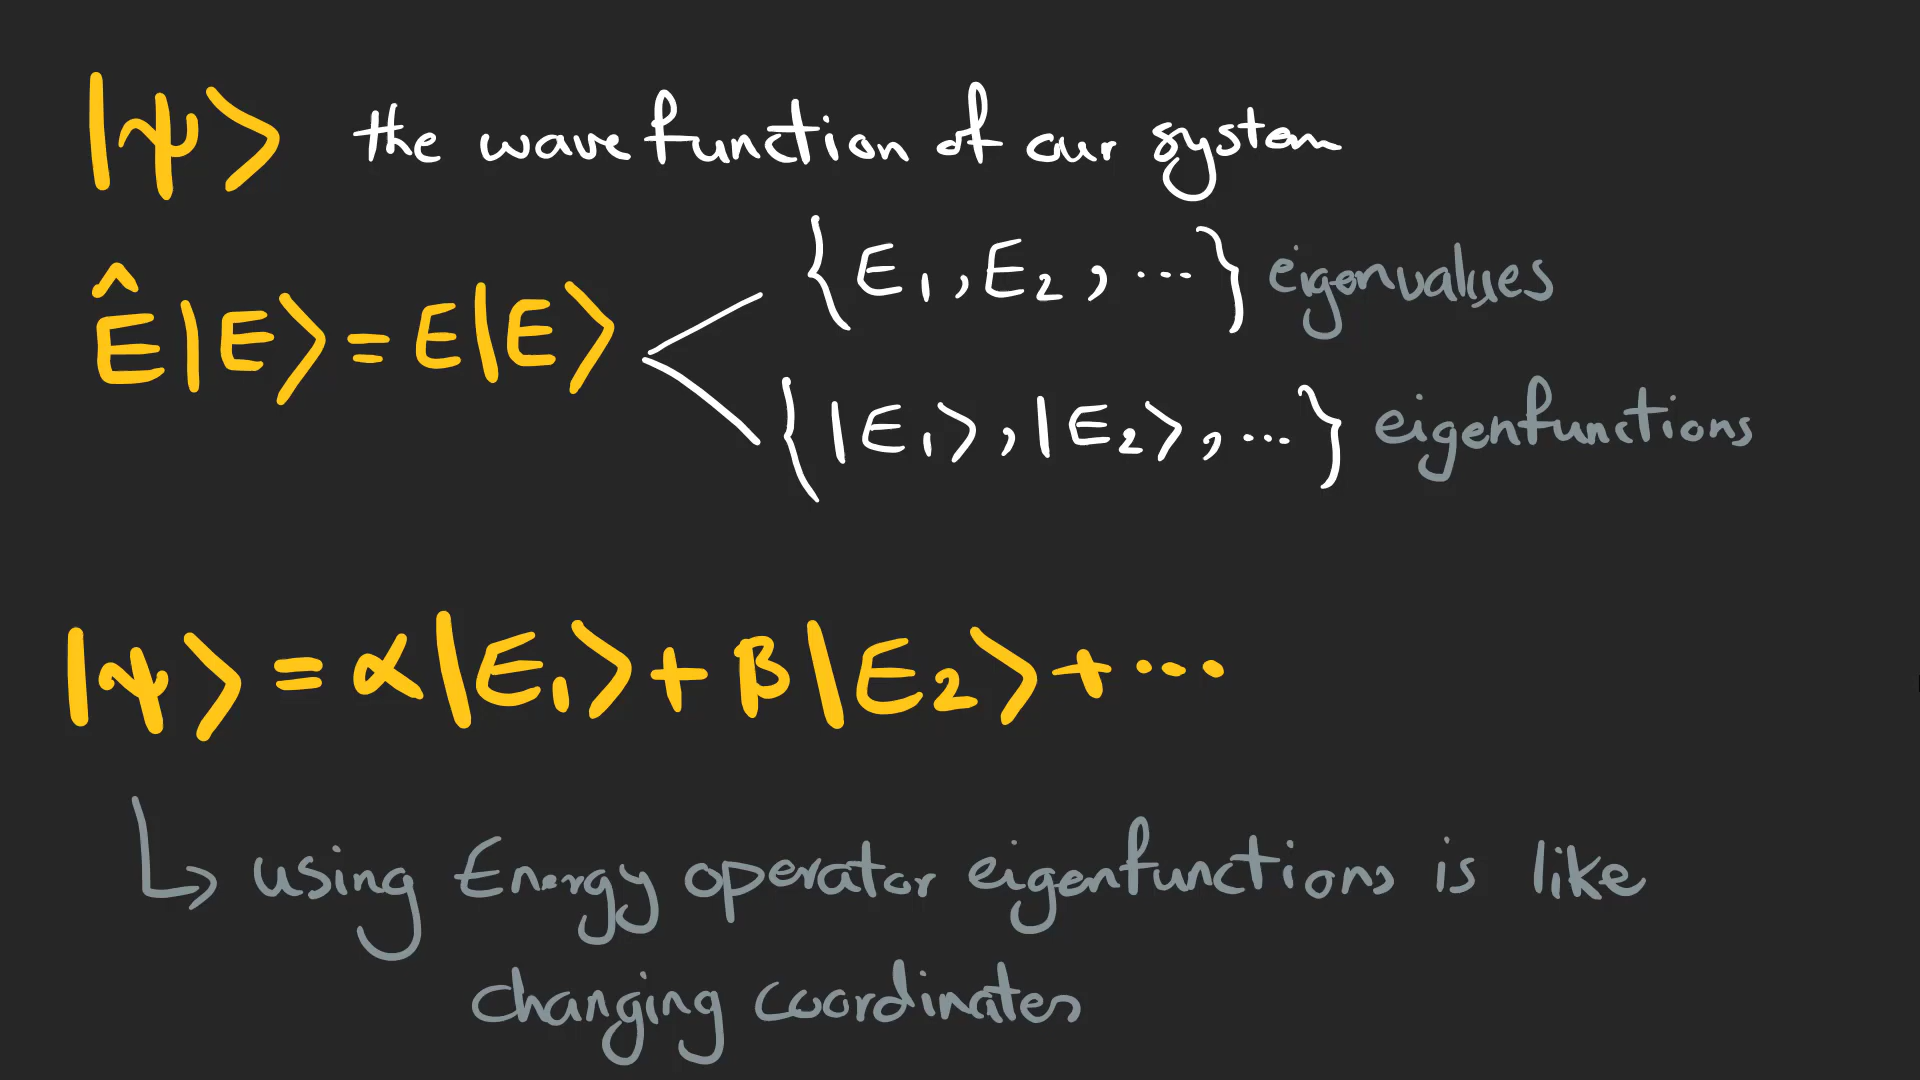 |ψ> the wave function of our system
{E₁, E₂, ...} eigenvalues
Ê|E> = E|E>
{|E₁>, |E₂>, ...} eigenfunctions
|ψ> = α|E₁> + β|E₂> + ...
↳ using Energy operator eigenfunctions is like
changing coordinates